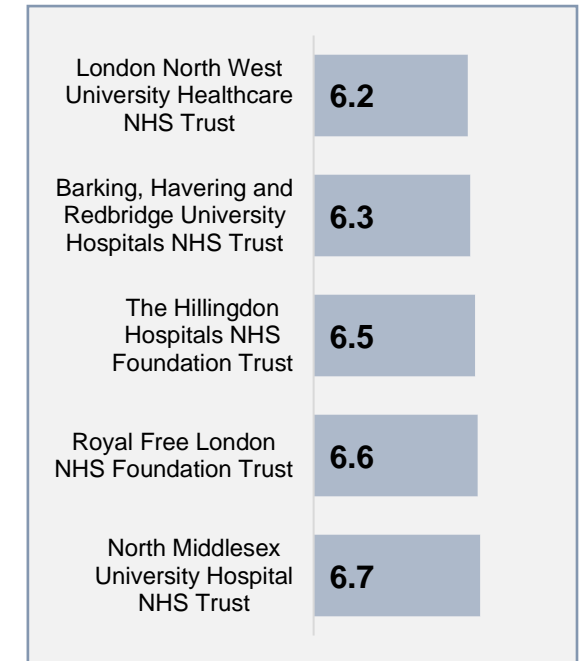 London North West
University Healthcare
NHS Trust
6.2
Barking, Havering and
Redbridge University
Hospitals NHS Trust
6.3
The Hillingdon
Hospitals NHS
Foundation Trust
6.5
Royal Free London
NHS Foundation Trust
6.6
North Middlesex
University Hospital
NHS Trust
6.7